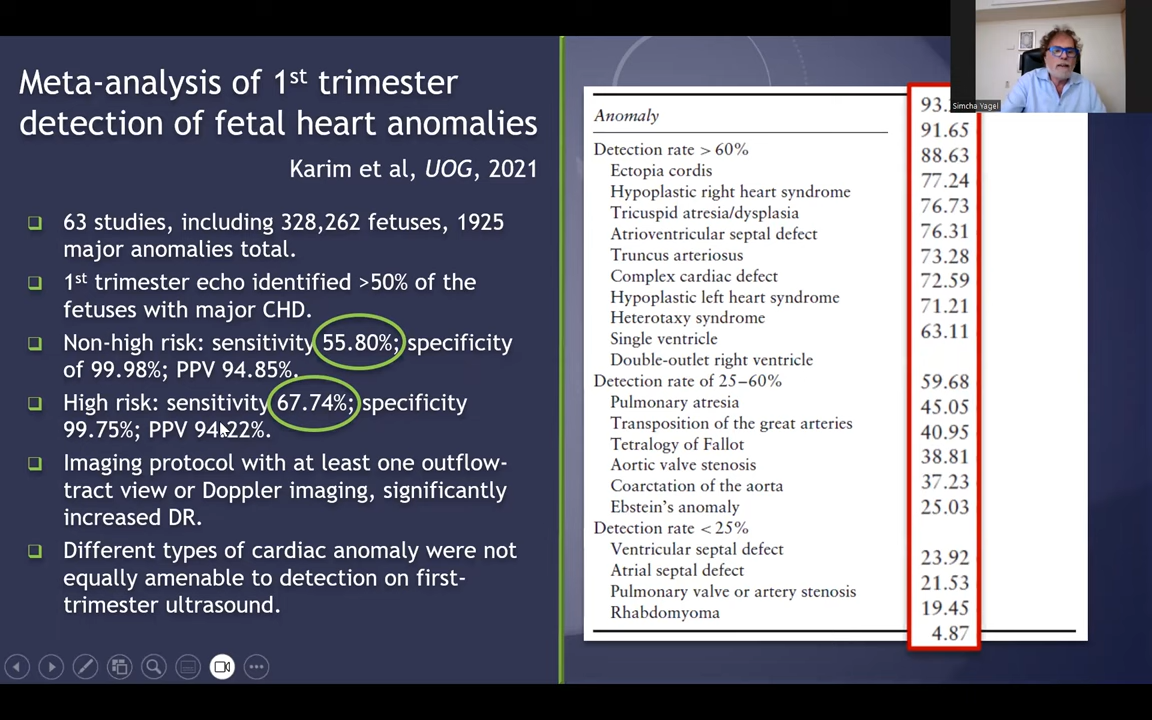 Meta-analysis of 1st trimester
detection of fetal heart anomalies
Karim et al, UOG, 2021
❑ 63 studies, including 328,262 fetuses, 1925
major anomalies total.
❑ 1st trimester echo identified >50% of the
fetuses with major CHD.
❑ Non-high risk: sensitivity 55.80%; specificity
of 99.98%; PPV 94.85%.
❑ High risk: sensitivity 67.74%; specificity
99.75%; PPV 94.22%.
❑ Imaging protocol with at least one outflow-
tract view or Doppler imaging, significantly
increased DR.
❑ Different types of cardiac anomaly were not
equally amenable to detection on first-
trimester ultrasound.
Anomaly
Detection rate > 60%
Ectopia cordis
Hypoplastic right heart syndrome
Tricuspid atresia/dysplasia
Atrioventricular septal defect
Truncus arteriosus
Complex cardiac defect
Hypoplastic left heart syndrome
Heterotaxy syndrome
Single ventricle
Double-outlet right ventricle
Detection rate of 25–60%
Pulmonary atresia
Transposition of the great arteries
Tetralogy of Fallot
Aortic valve stenosis
Coarctation of the aorta
Ebstein's anomaly
Detection rate < 25%
Ventricular septal defect
Atrial septal defect
Pulmonary valve or artery stenosis
Rhabdomyoma
91.65
88.63
77.24
76.73
76.31
73.28
72.59
71.21
63.11
59.68
45.05
40.95
38.81
37.23
25.03
23.92
21.53
19.45
4.87
Simcha Yagel